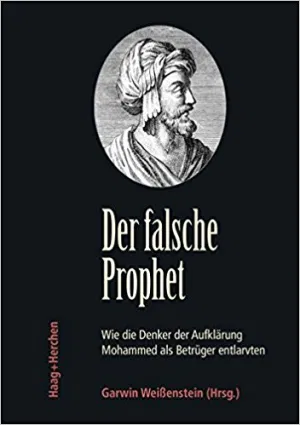 Der falsche
Prophet
Wie die Denker der Aufklärung
Mohammed als Betrüger entlarvten
Garwin Weißenstein (Hrsg.)
Haag+Herchen